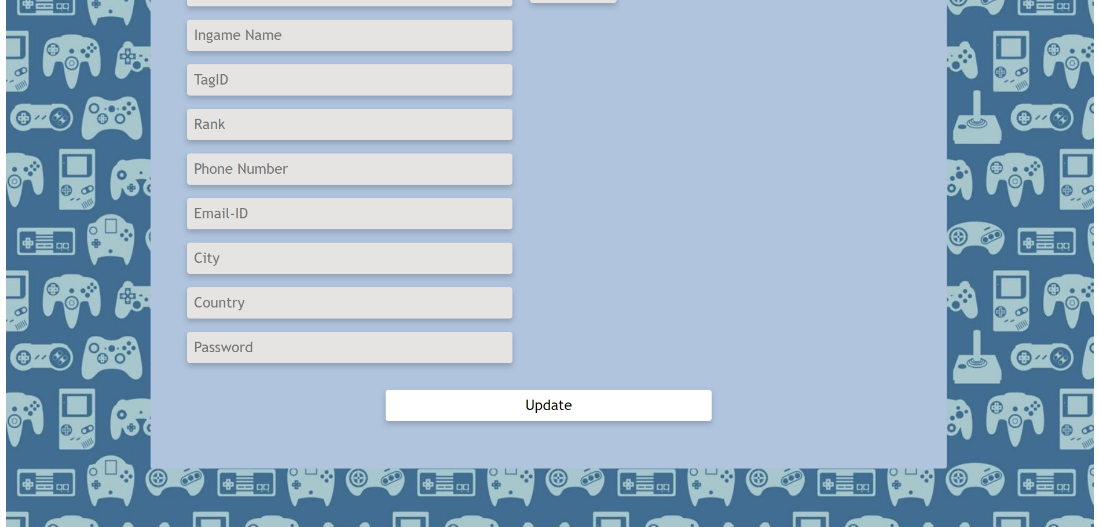 Ingame Name
TagID
Rank
Phone Number
Email-ID
City
Country
Password
Update